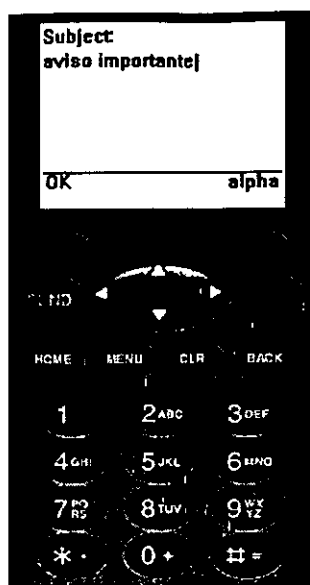 Subject:
aviso importante
OK alpha
HOME MENU CLR BACK
1 2ABC 3DEF
4GHI 5JKL 6MNO
7PQRS 8TUV 9WXYZ
* 0+ #=